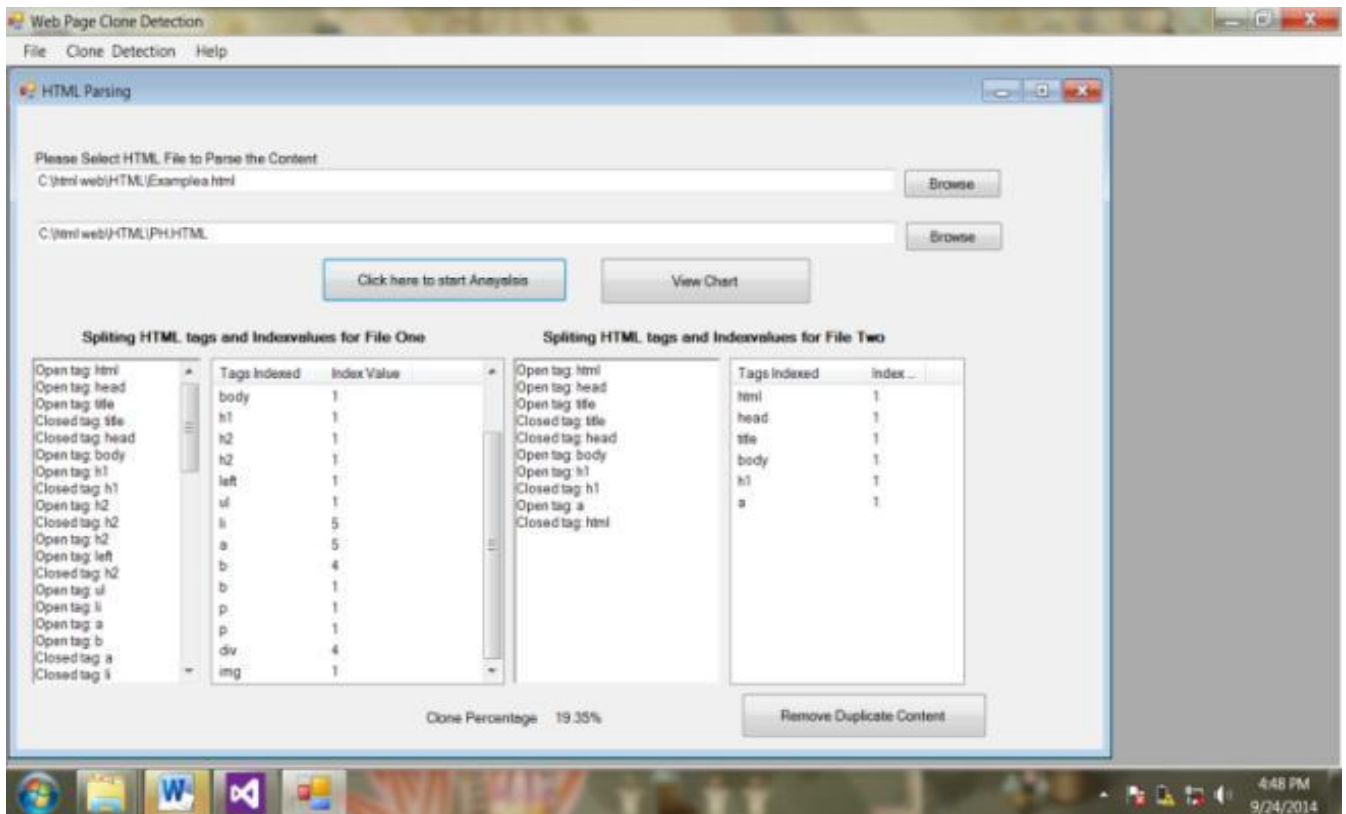 Web Page Clone Detection
File Clone Detection Help
HTML Parsing
Please Select HTML File to Parse the Content
C:\html web\HTML\Examplea.html
Browse
C:\html web\HTML\PH.HTML
Browse
Click here to start Anayalsis
View Chart
Spliting HTML tags and Indexvalues for File One
Spliting HTML tags and Indexvalues for File Two
Open tag: html
Open tag: head
Open tag: title
Closed tag: title
Closed tag: head
Open tag: body
Open tag: h1
Closed tag: h1
Open tag: h2
Closed tag: h2
Open tag: h2
Open tag: left
Closed tag: h2
Open tag: ul
Open tag: li
Open tag: a
Open tag: b
Closed tag: a
Closed tag: li
Tags Indexed Index Value
body 1
h1 1
h2 1
h2 1
left 1
ul 1
li 5
a 5
b 4
b 1
p 1
p 1
div 4
img 1
Open tag: html
Open tag: head
Open tag: title
Closed tag: title
Closed tag: head
Open tag: body
Open tag: h1
Closed tag: h1
Open tag: a
Closed tag: html
Tags Indexed Index ...
html 1
head 1
title 1
body 1
h1 1
a 1
Clone Percentage 19.35%
Remove Duplicate Content
W
4:48 PM
9/24/2014